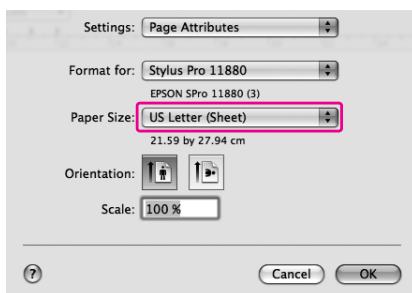 Settings: Page Attributes
Format for: Stylus Pro 11880
EPSON SPro 11880 (3)
Paper Size: US Letter (Sheet)
21.59 by 27.94 cm
Orientation:
Scale: 100 %
? Cancel OK